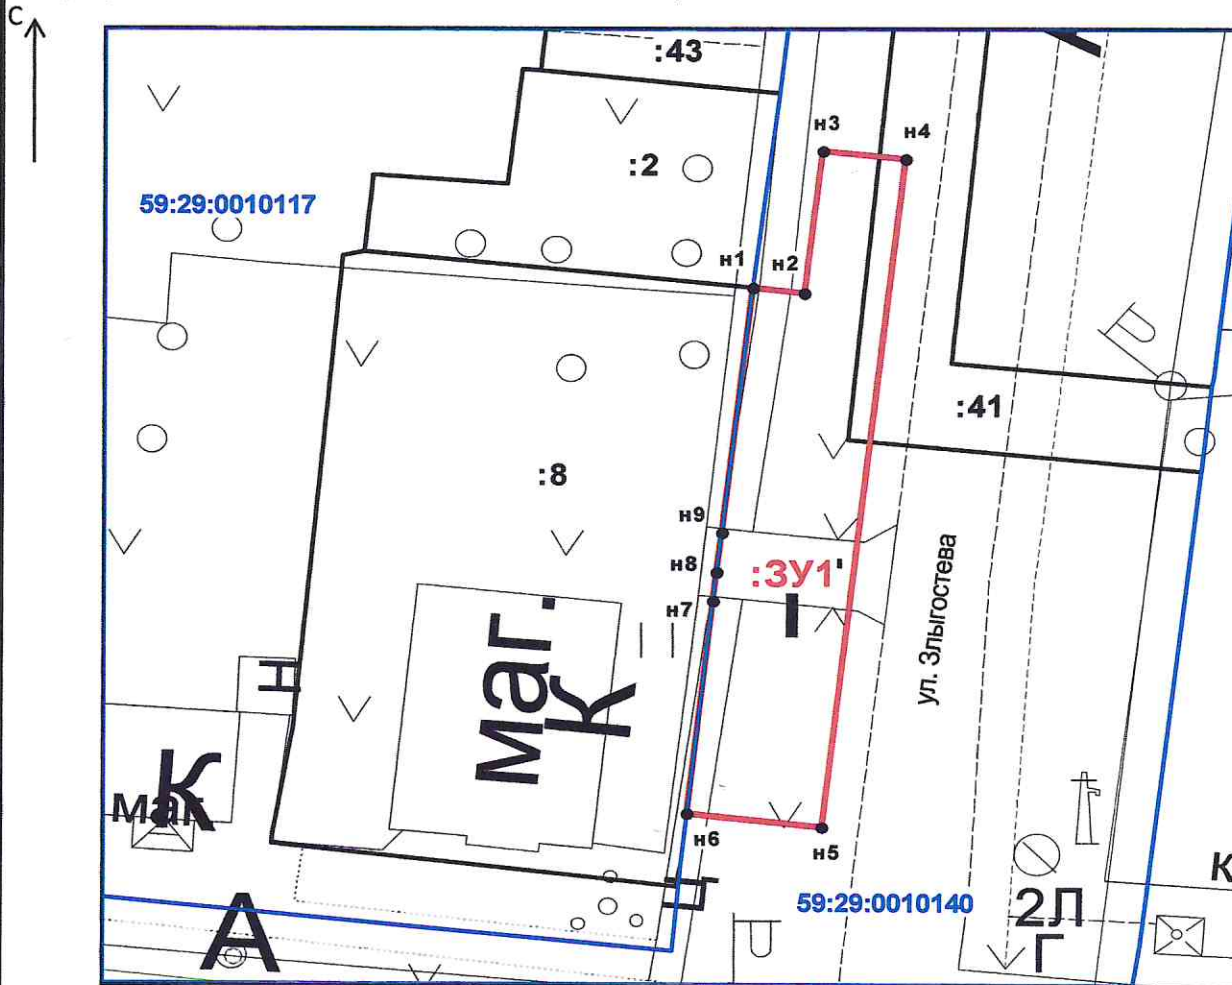 С
:43
н3
н4
:2
59:29:0010117
н1
н2
:41
:8
н9
н8
:ЗУ1
н7
ул. Злыгостева
маг.
К
Н
К
маг.
н6
н5
59:29:0010140
К
2Л
Г
А